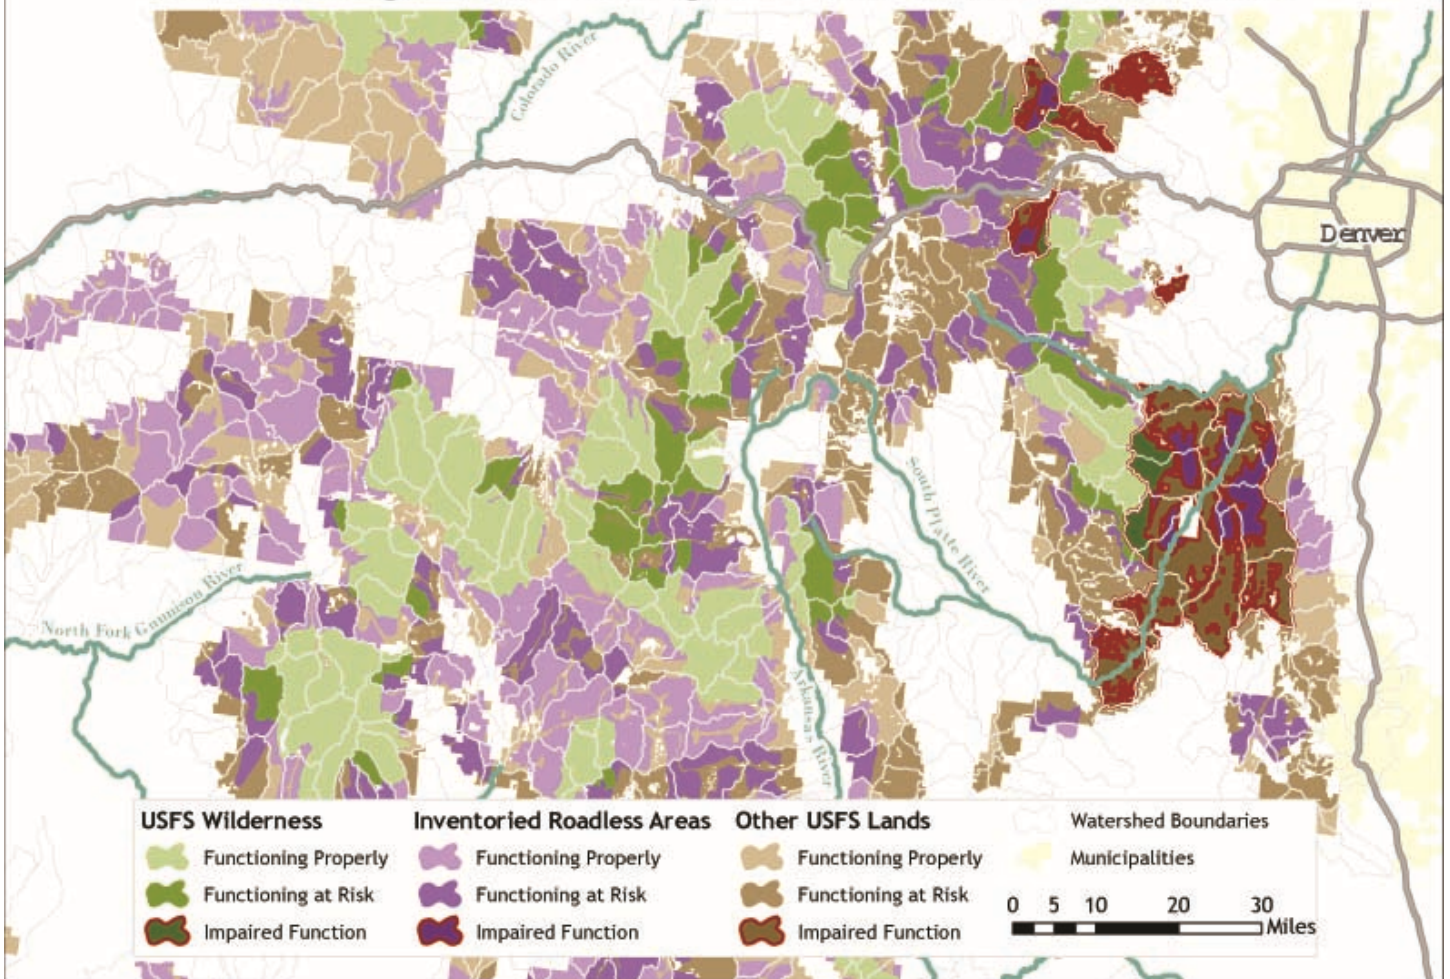 Colorado River
Denver
South Platte River
North Fork Gunnison River
Arkansas River
USFS Wilderness
Functioning Properly
Functioning at Risk
Impaired Function
Inventoried Roadless Areas
Functioning Properly
Functioning at Risk
Impaired Function
Other USFS Lands
Functioning Properly
Functioning at Risk
Impaired Function
Watershed Boundaries
Municipalities
0 5 10 20 30
Miles